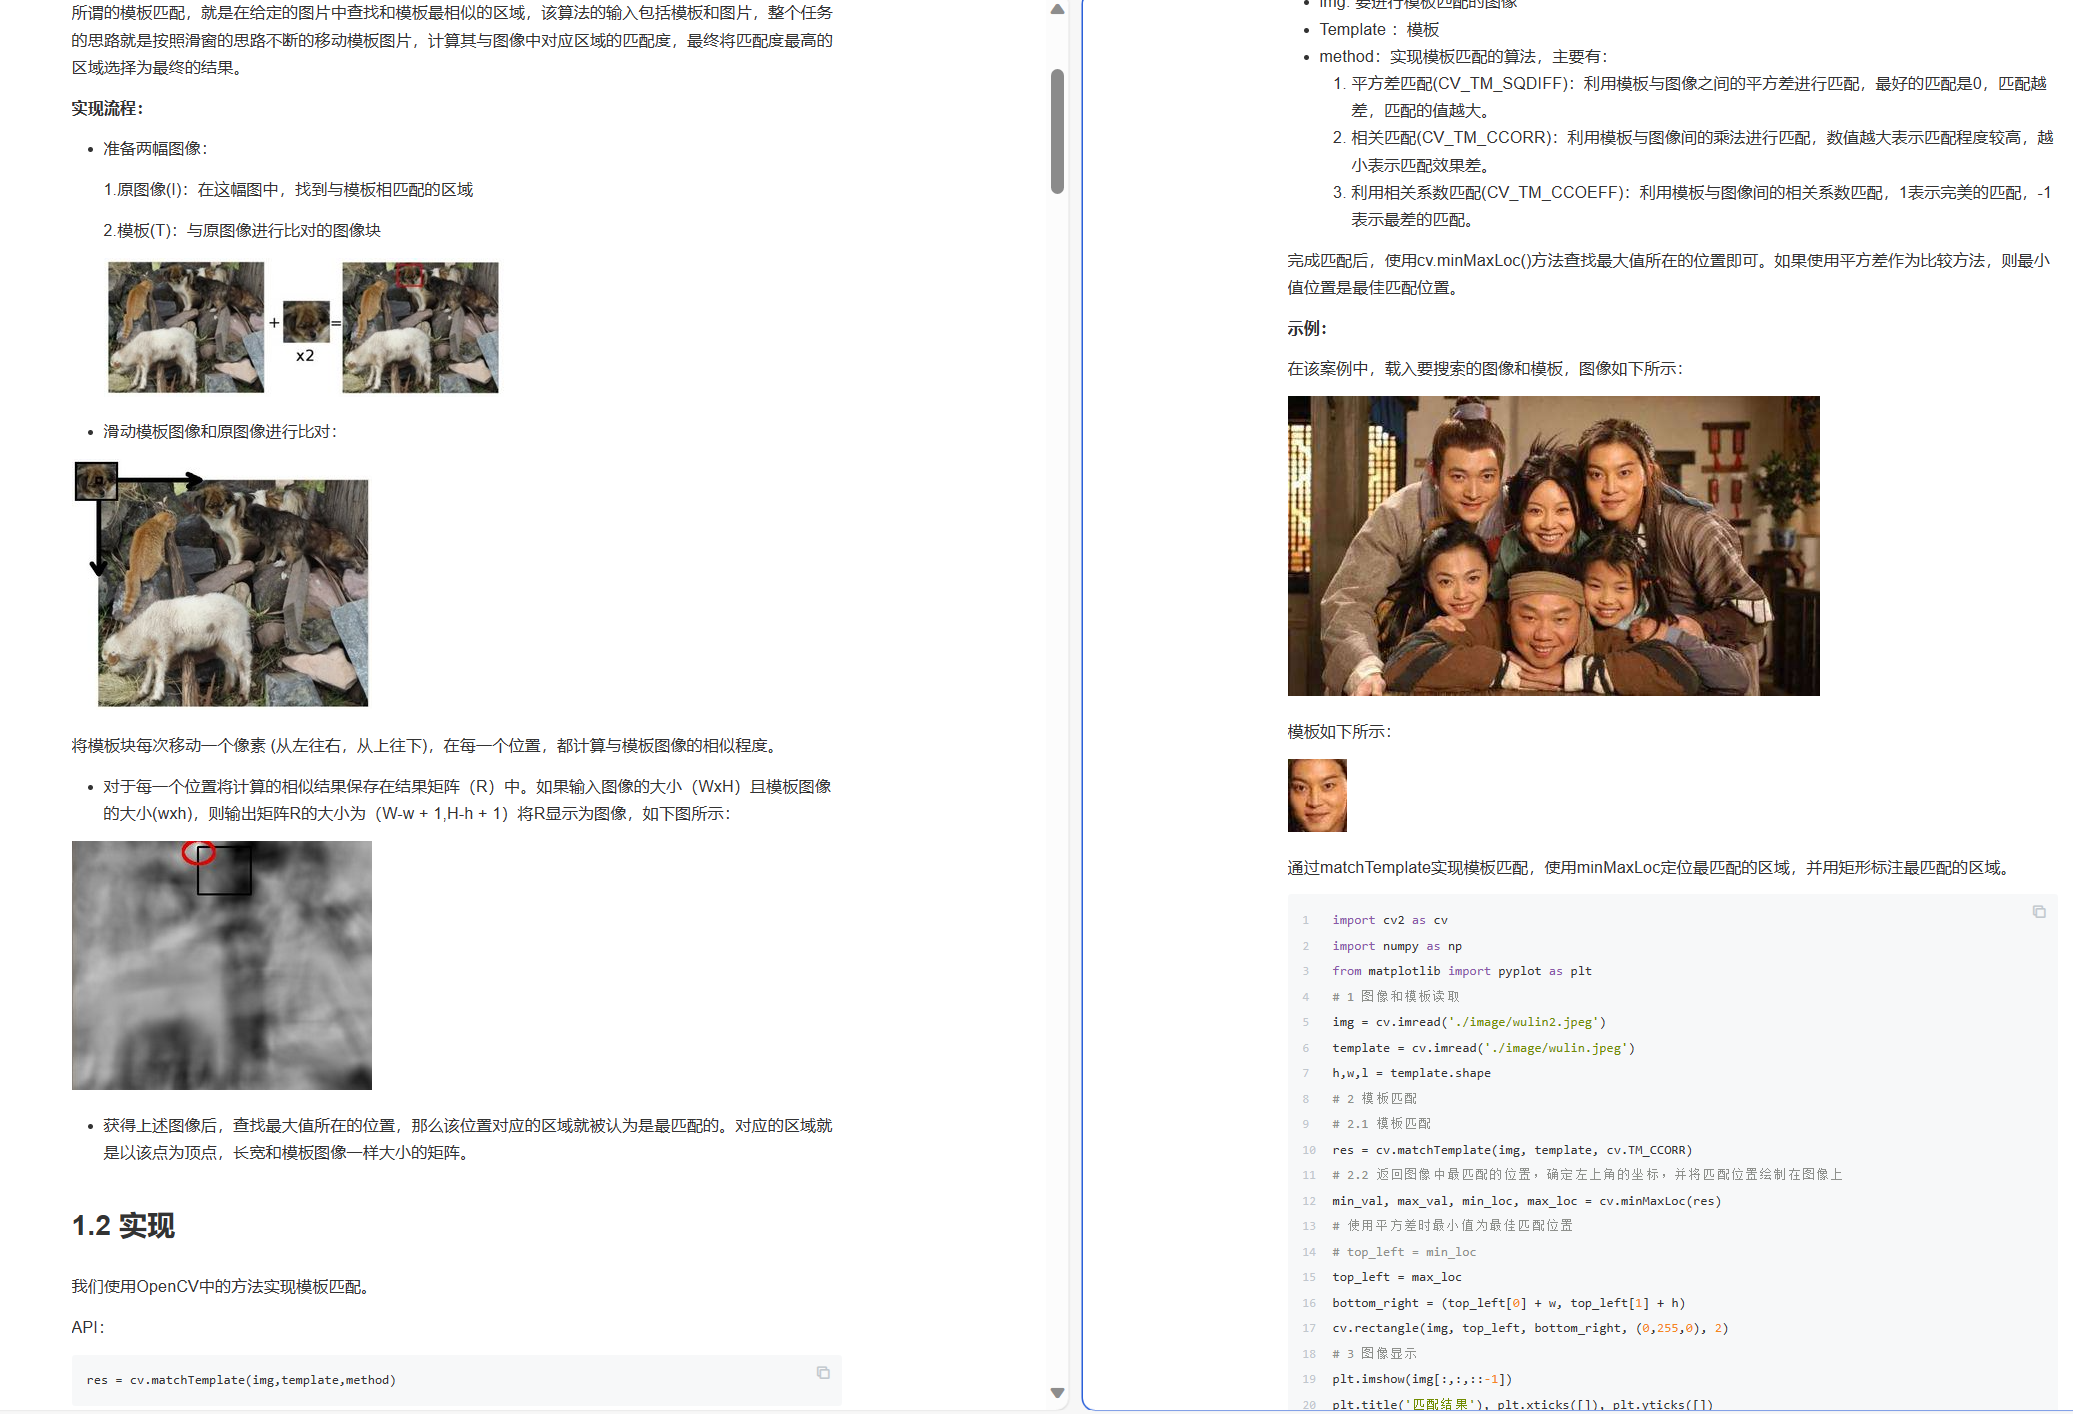 所谓的模板匹配，就是在给定的图片中查找和模板最相似的区域，该算法的输入包括模板和图片，整个任务
的思路就是按照滑窗的思路不断的移动模板图片，计算其与图像中对应区域的匹配度，最终将匹配度最高的
区域选择为最终的结果。
实现流程：
• 准备两幅图像：
1.原图像(I)：在这幅图中，找到与模板相匹配的区域
2.模板(T)：与原图像进行比对的图像块
+ =
x2
• 滑动模板图像和原图像进行比对：
将模板块每次移动一个像素 (从左往右，从上往下)，在每一个位置，都计算与模板图像的相似程度。
• 对于每一个位置将计算的相似结果保存在结果矩阵（R）中。如果输入图像的大小（WxH）且模板图像
的大小(wxh)，则输出矩阵R的大小为（W-w + 1,H-h + 1）将R显示为图像，如下图所示：
• 获得上述图像后，查找最大值所在的位置，那么该位置对应的区域就被认为是最匹配的。对应的区域就
是以该点为顶点，长宽和模板图像一样大小的矩阵。
1.2 实现
我们使用OpenCV中的方法实现模板匹配。
API：
res = cv.matchTemplate(img,template,method)
• img: 要进行模板匹配的图像
• Template ：模板
• method：实现模板匹配的算法，主要有：
1. 平方差匹配(CV_TM_SQDIFF)：利用模板与图像之间的平方差进行匹配，最好的匹配是0，匹配越
差，匹配的值越大。
2. 相关匹配(CV_TM_CCORR)：利用模板与图像间的乘法进行匹配，数值越大表示匹配程度较高，越
小表示匹配效果差。
3. 利用相关系数匹配(CV_TM_CCOEFF)：利用模板与图像间的相关系数匹配，1表示完美的匹配，-1
表示最差的匹配。
完成匹配后，使用cv.minMaxLoc()方法查找最大值所在的位置即可。如果使用平方差作为比较方法，则最小
值位置是最佳匹配位置。
示例：
在该案例中，载入要搜索的图像和模板，图像如下所示：
模板如下所示：
通过matchTemplate实现模板匹配，使用minMaxLoc定位最匹配的区域，并用矩形标注最匹配的区域。
1 import cv2 as cv
2 import numpy as np
3 from matplotlib import pyplot as plt
4 # 1 图像和模板读取
5 img = cv.imread('./image/wulin2.jpeg')
6 template = cv.imread('./image/wulin.jpeg')
7 h,w,l = template.shape
8 # 2 模板匹配
9 # 2.1 模板匹配
10 res = cv.matchTemplate(img, template, cv.TM_CCORR)
11 # 2.2 返回图像中最匹配的位置，确定左上角的坐标，并将匹配位置绘制在图像上
12 min_val, max_val, min_loc, max_loc = cv.minMaxLoc(res)
13 # 使用平方差时最小值为最佳匹配位置
14 # top_left = min_loc
15 top_left = max_loc
16 bottom_right = (top_left[0] + w, top_left[1] + h)
17 cv.rectangle(img, top_left, bottom_right, (0,255,0), 2)
18 # 3 图像显示
19 plt.imshow(img[:,:,::-1])
20 plt.title('匹配结果'), plt.xticks([]), plt.yticks([])